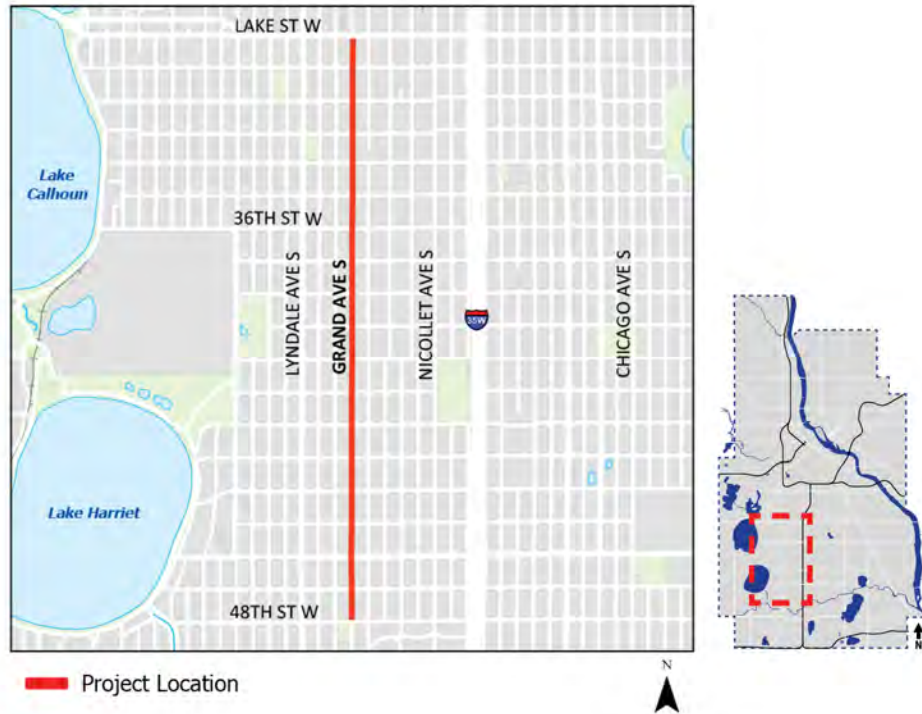 LAKE ST W
Lake
Calhoun
36TH ST W
LYNDALE AVE S
GRAND AVE S
NICOLLET AVE S
35W
CHICAGO AVE S
Lake Harriet
48TH ST W
Project Location
N
N